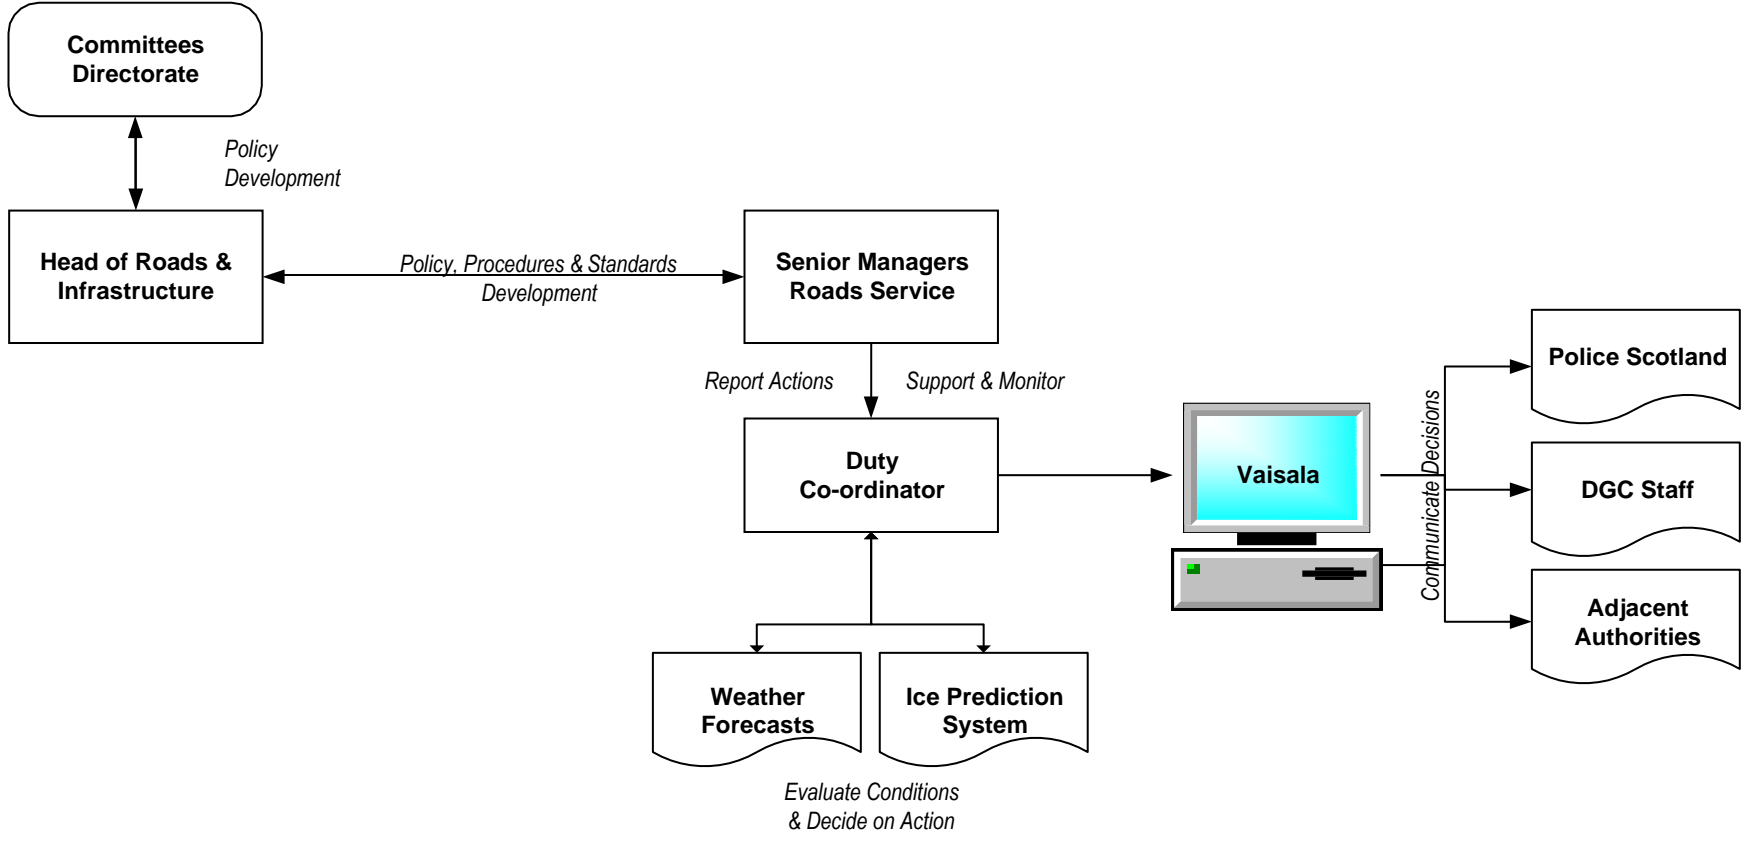 Committees
Directorate
Policy
Development
Head of Roads &
Infrastructure
Policy, Procedures & Standards
Development
Senior Managers
Roads Service
Report Actions
Support & Monitor
Duty
Co-ordinator
Vaisala
Communicate Decisions
Police Scotland
DGC Staff
Adjacent
Authorities
Weather
Forecasts
Ice Prediction
System
Evaluate Conditions
& Decide on Action